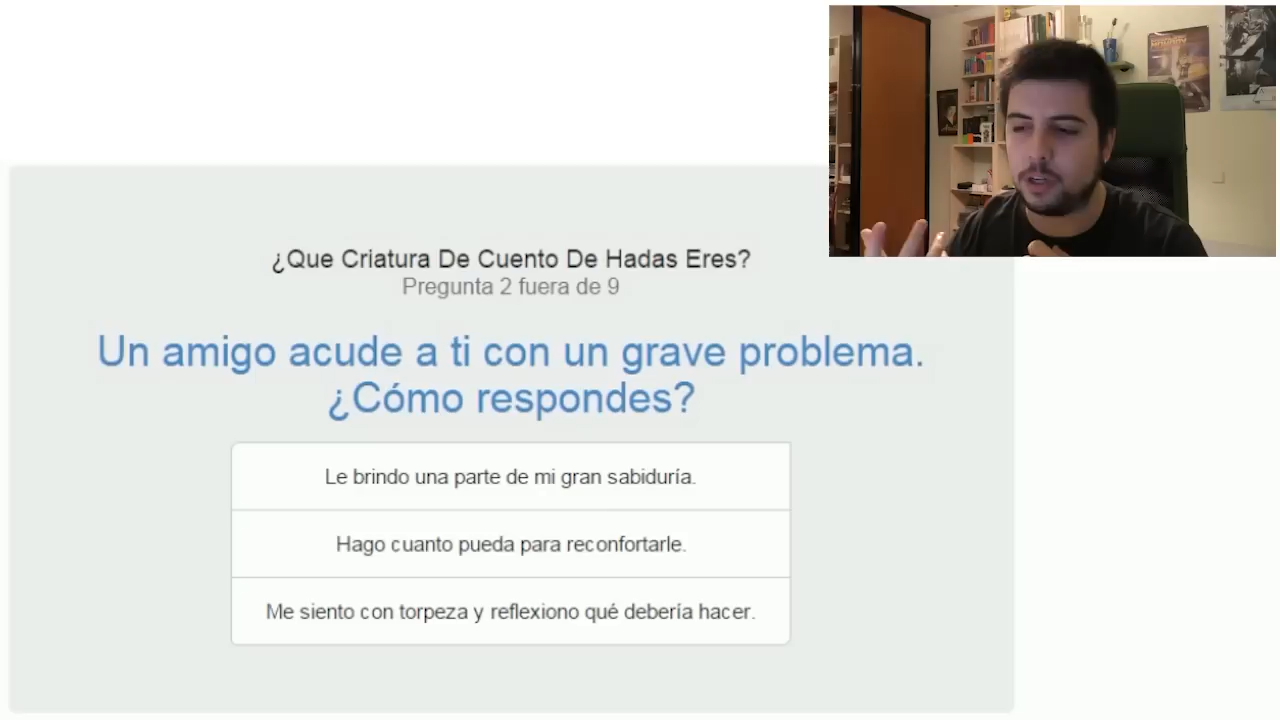 ¿Que Criatura De Cuento De Hadas Eres?
Pregunta 2 fuera de 9
Un amigo acude a ti con un grave problema.
¿Cómo respondes?
Le brindo una parte de mi gran sabiduría.
Hago cuanto pueda para reconfortarle.
Me siento con torpeza y reflexiono qué debería hacer.